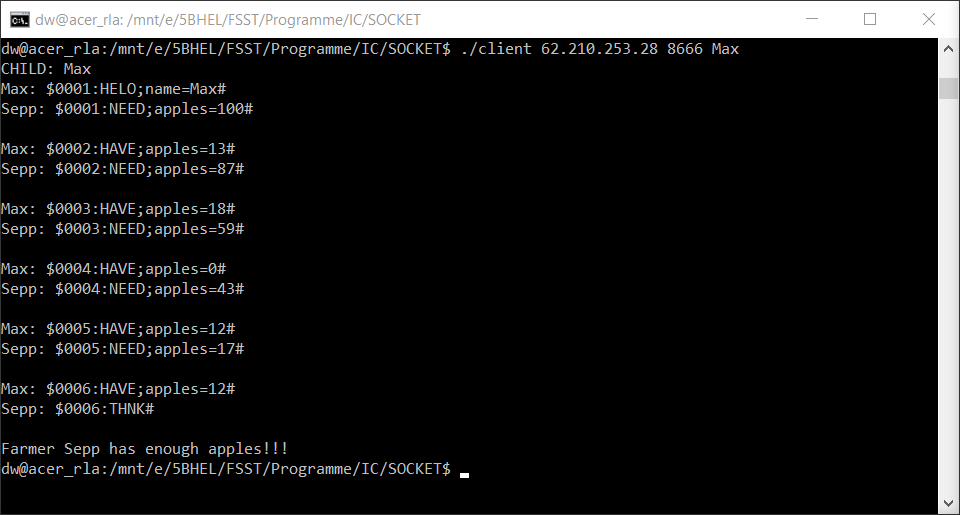 dw@acer_rla: /mnt/e/5BHEL/FSST/Programme/IC/SOCKET
dw@acer_rla:/mnt/e/5BHEL/FSST/Programme/IC/SOCKET$ ./client 62.210.253.28 8666 Max
CHILD: Max
Max: $0001:HELO;name=Max#
Sepp: $0001:NEED;apples=100#
Max: $0002:HAVE;apples=13#
Sepp: $0002:NEED;apples=87#
Max: $0003:HAVE;apples=18#
Sepp: $0003:NEED;apples=59#
Max: $0004:HAVE;apples=0#
Sepp: $0004:NEED;apples=43#
Max: $0005:HAVE;apples=12#
Sepp: $0005:NEED;apples=17#
Max: $0006:HAVE;apples=12#
Sepp: $0006:THNK#
Farmer Sepp has enough apples!!!
dw@acer_rla:/mnt/e/5BHEL/FSST/Programme/IC/SOCKET$